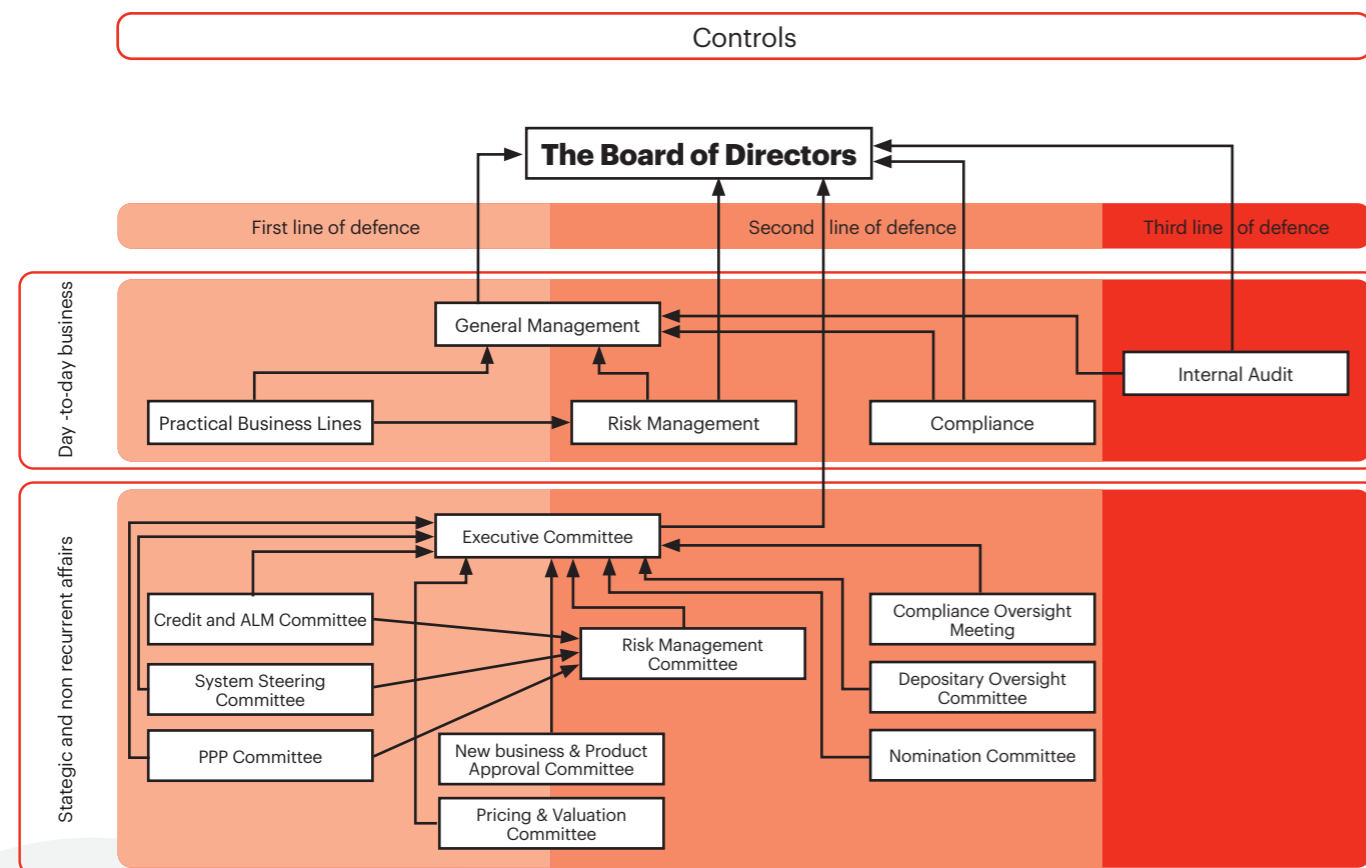 Controls
The Board of Directors
First line of defence
Second line of defence
Third line of defence
Day -to-day business
General Management
Internal Audit
Practical Business Lines
Risk Management
Compliance
Stategic and non recurrent affairs
Executive Committee
Credit and ALM Committee
Compliance Oversight
Meeting
Risk Management
Committee
System Steering
Committee
Depositary Oversight
Committee
PPP Committee
New business & Product
Approval Committee
Nomination Committee
Pricing & Valuation
Committee